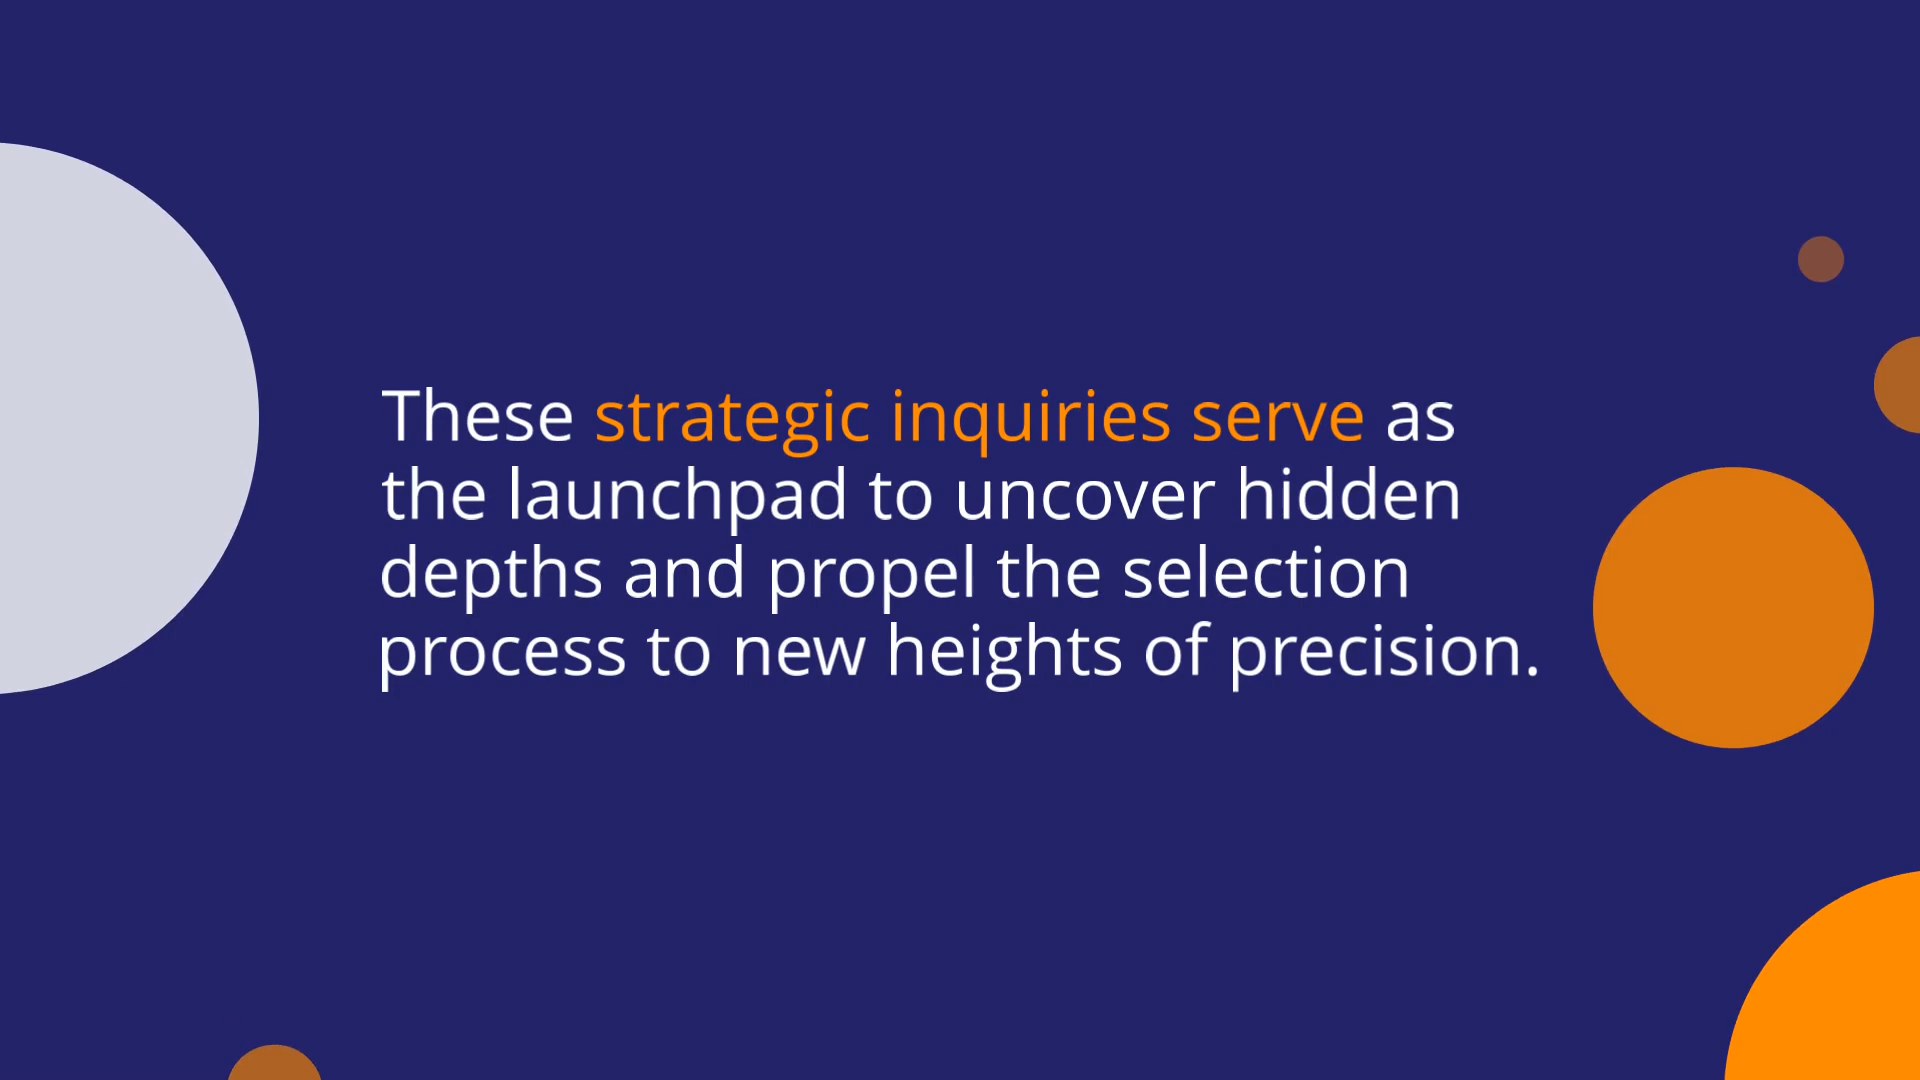 These strategic inquiries serve as
the launchpad to uncover hidden
depths and propel the selection
process to new heights of precision.